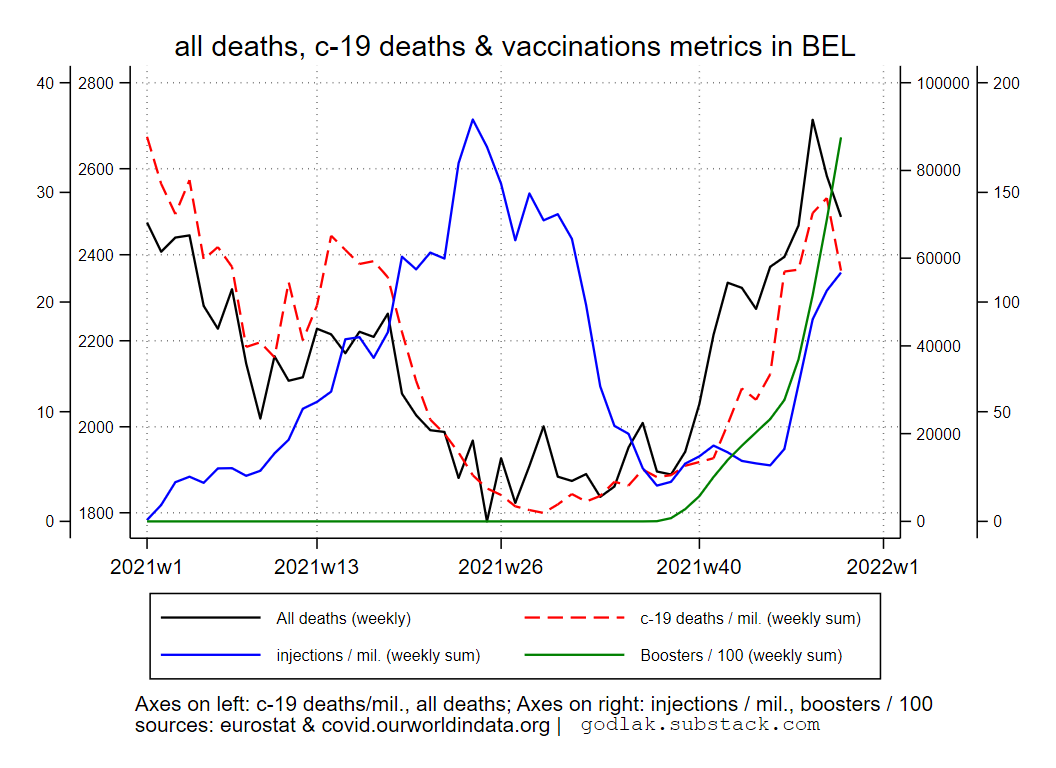 all deaths, c-19 deaths & vaccinations metrics in BEL
40 2800 100000 200
2600 80000
30 150
2400 60000
20 100
2200 40000
10 50
2000 20000
0 1800 0 0
2021w1 2021w13 2021w26 2021w40 2022w1
All deaths (weekly) c-19 deaths / mil. (weekly sum)
injections / mil. (weekly sum) Boosters / 100 (weekly sum)
Axes on left: c-19 deaths/mil., all deaths; Axes on right: injections / mil., boosters / 100
sources: eurostat & covid.ourworldindata.org | godlak.substack.com